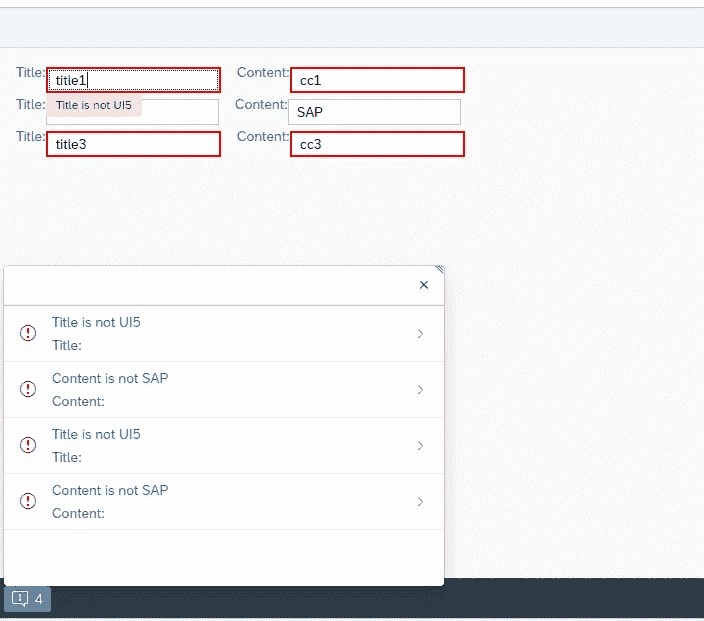 Title: title1 Content: cc1
Title: Title is not UI5 Content: SAP
Title: title3 Content: cc3
Title is not UI5
Title:
Content is not SAP
Content:
Title is not UI5
Title:
Content is not SAP
Content:
4